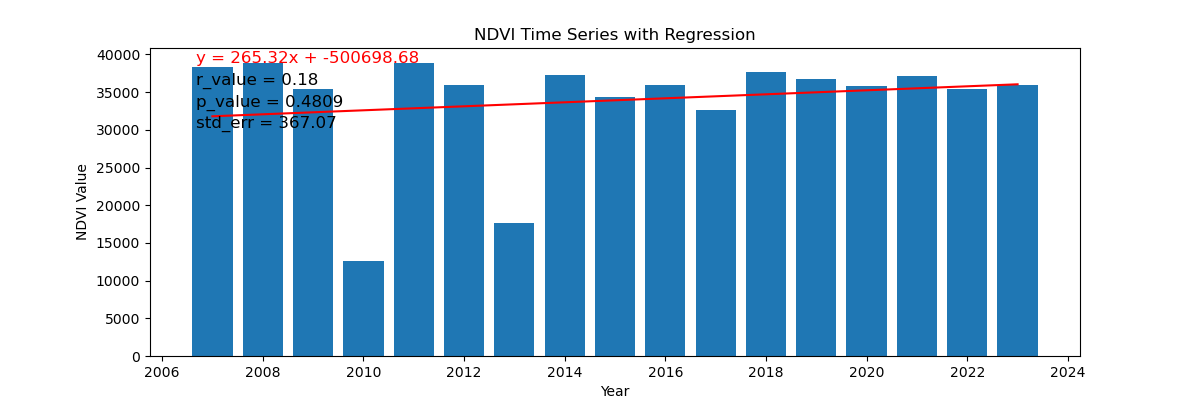 NDVI Time Series with Regression
y = 265.32x + -500698.68
r_value = 0.18
p_value = 0.4809
std_err = 367.07
40000
35000
30000
25000
20000
15000
10000
5000
0
NDVI Value
2006 2008 2010 2012 2014 2016 2018 2020 2022 2024
Year